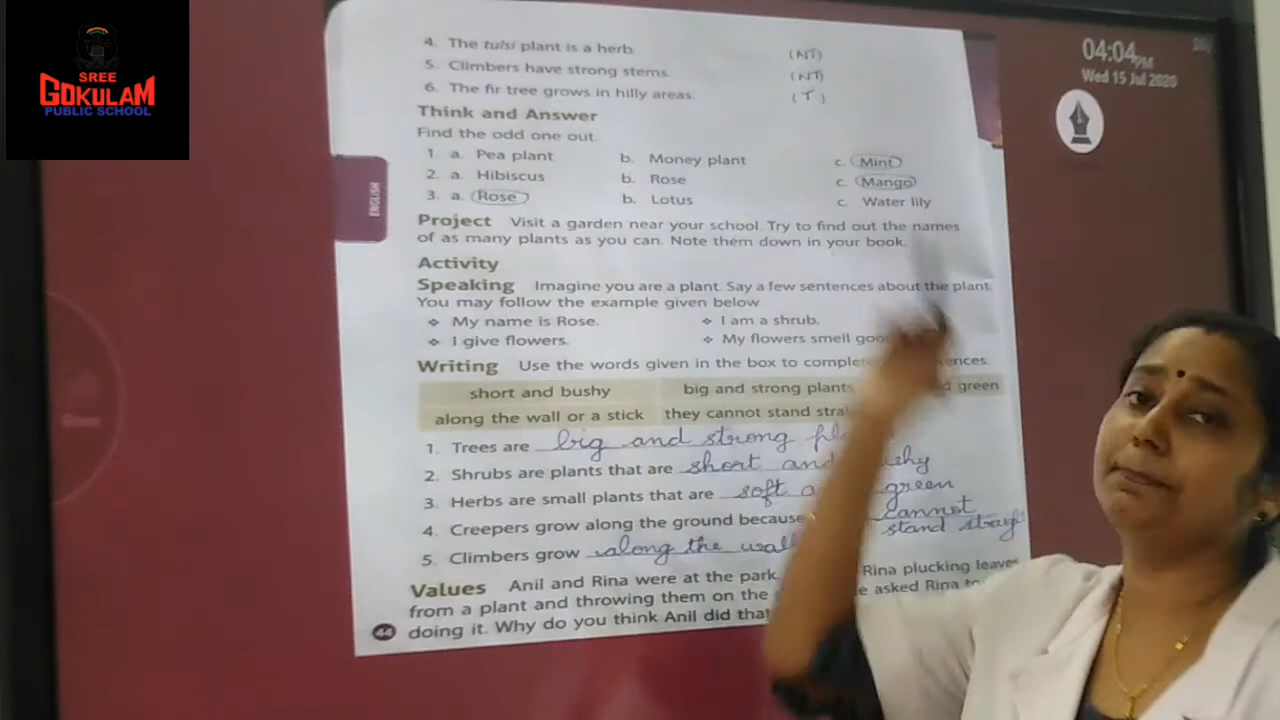 SREE
GOKULAM
PUBLIC SCHOOL
04:04PM
Wed 15 Jul 2020
4. The tulsi plant is a herb. (NT)
5. Climbers have strong stems. (NT)
6. The fir tree grows in hilly areas. (T)
Think and Answer
Find the odd one out.
1. a. Pea plant b. Money plant c. Mint
2. a. Hibiscus b. Rose c. Mango
3. a. Rose b. Lotus c. Water lily
ENGLISH
Project Visit a garden near your school. Try to find out the names
of as many plants as you can. Note them down in your book.
Activity
Speaking Imagine you are a plant. Say a few sentences about the plant.
You may follow the example given below
❖ My name is Rose. ❖ I am a shrub.
❖ I give flowers. ❖ My flowers smell
Writing Use the words given in the box to
short and bushy big and strong plants green
along the wall or a stick they cannot stand
1. Trees are big and strong
2. Shrubs are plants that are short and
3. Herbs are small plants that are soft green
4. Creepers grow along the ground because cannot
stand
5. Climbers grow along the wall
Values Anil and Rina were at the park. Rina plucking leaves
from a plant and throwing them on the asked Rina to
44 doing it. Why do you think Anil did that